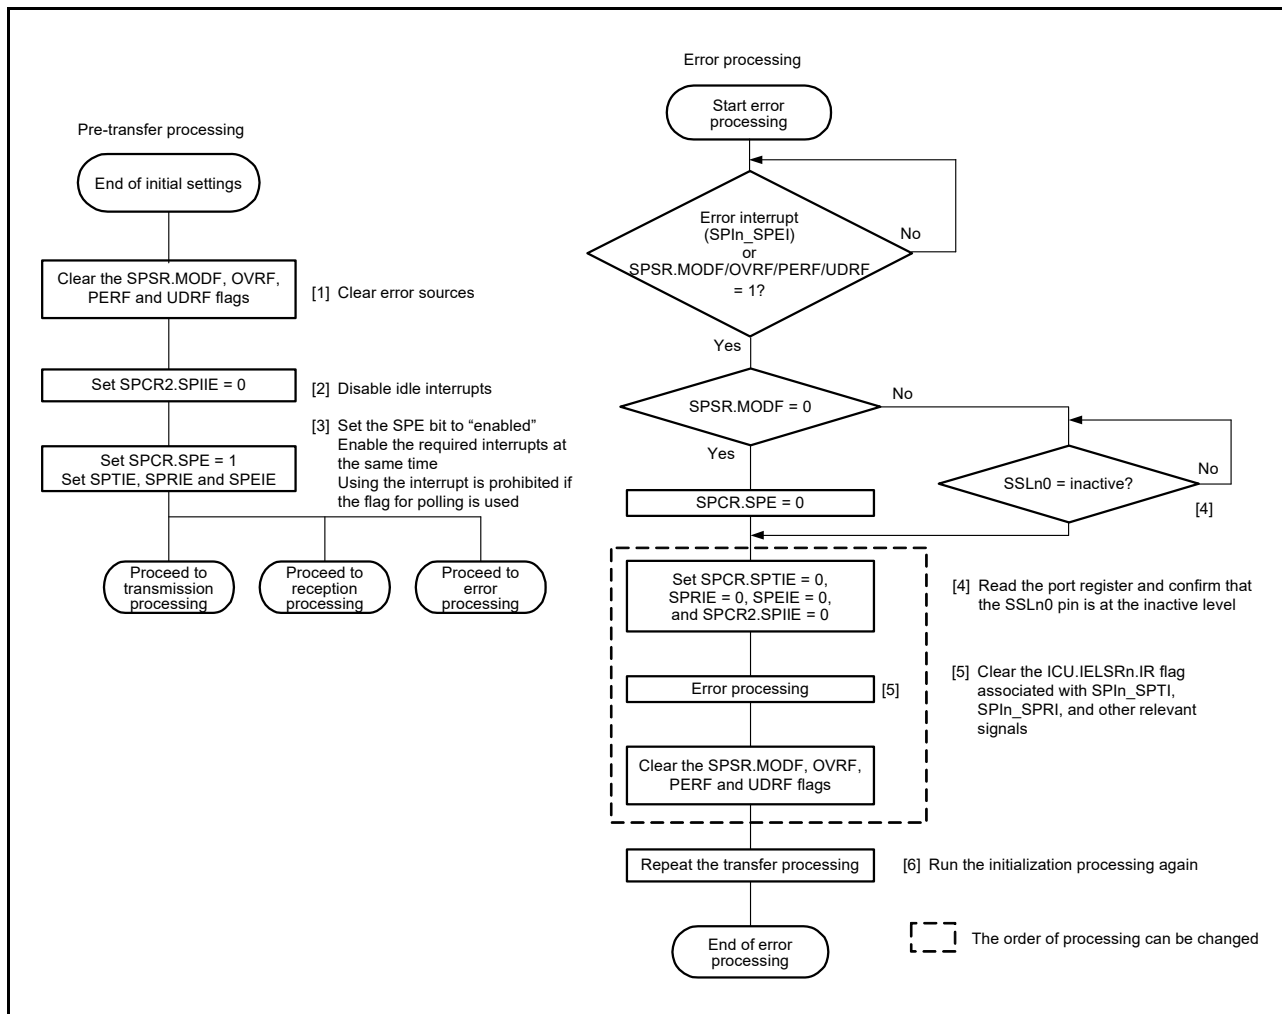 Pre-transfer processing
End of initial settings
Clear the SPSR.MODF, OVRF,
PERF and UDRF flags
[1] Clear error sources
Set SPCR2.SPIIE = 0
[2] Disable idle interrupts
Set SPCR.SPE = 1
Set SPTIE, SPRIE and SPEIE
[3] Set the SPE bit to “enabled”
Enable the required interrupts at
the same time
Using the interrupt is prohibited if
the flag for polling is used
Proceed to
transmission
processing
Proceed to
reception
processing
Proceed to
error
processing
Error processing
Start error
processing
Error interrupt
(SPIn_SPEI)
or
SPSR.MODF/OVRF/PERF/UDRF
= 1?
No
Yes
SPSR.MODF = 0
No
Yes
SSLn0 = inactive?
No
[4]
SPCR.SPE = 0
Set SPCR.SPTIE = 0,
SPRIE = 0, SPEIE = 0,
and SPCR2.SPIIE = 0
[4] Read the port register and confirm that
the SSLn0 pin is at the inactive level
Error processing
[5]
[5] Clear the ICU.IELSRn.IR flag
associated with SPIn_SPTI,
SPIn_SPRI, and other relevant
signals
Clear the SPSR.MODF, OVRF,
PERF and UDRF flags
Repeat the transfer processing
[6] Run the initialization processing again
End of error
processing
The order of processing can be changed